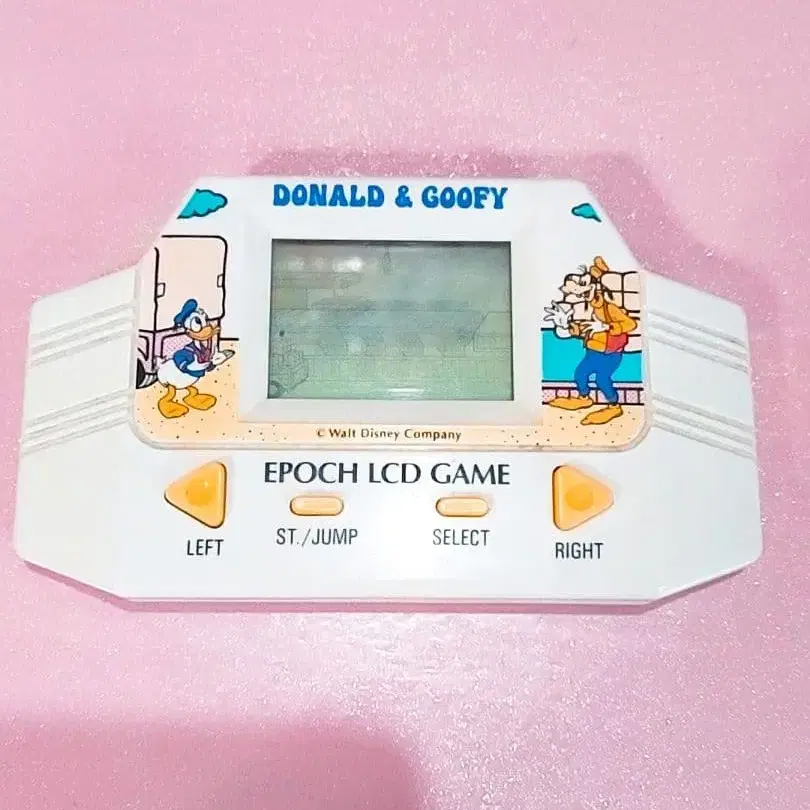 DONALD & GOOFY
© Walt Disney Company
EPOCH LCD GAME
LEFT
ST./JUMP
SELECT
RIGHT